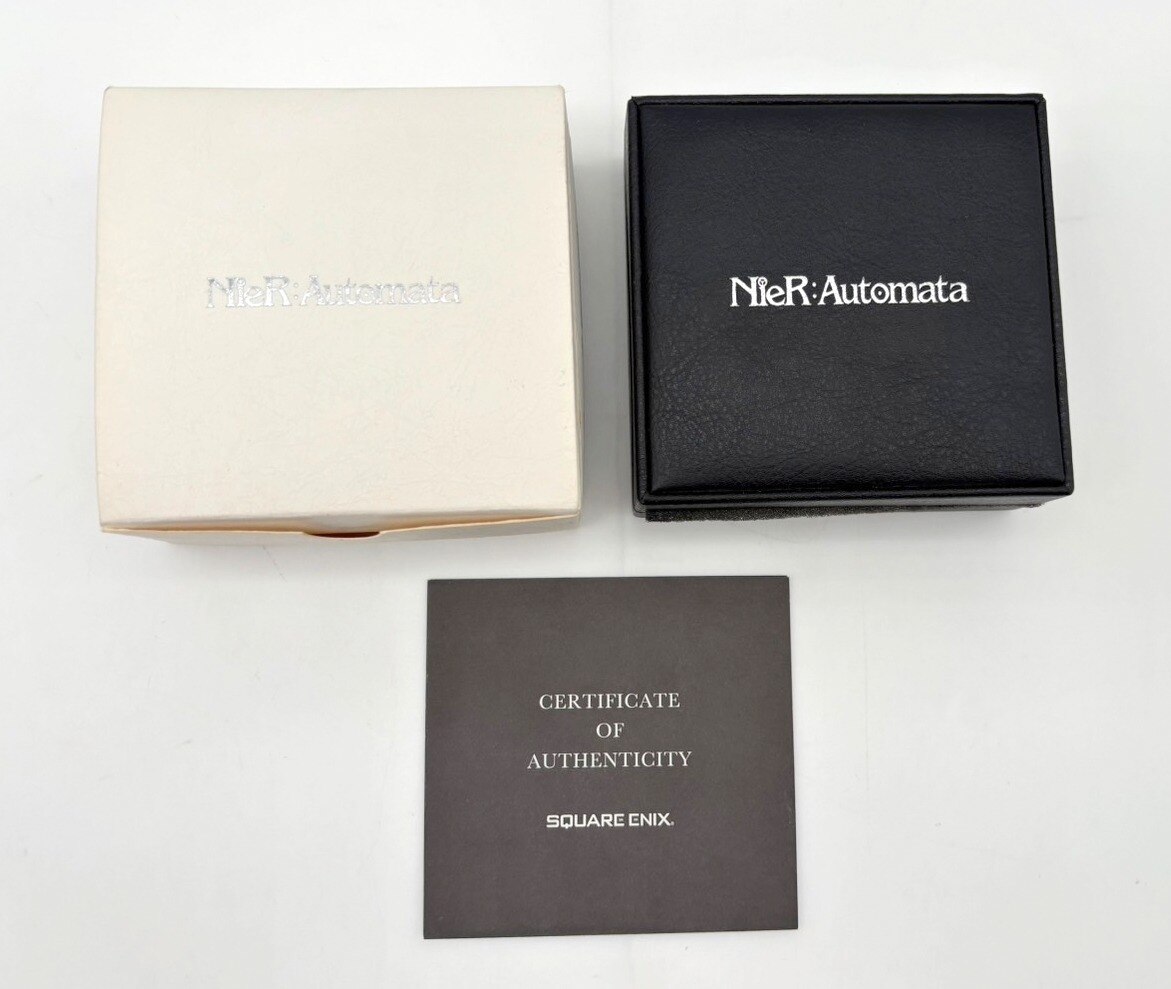 NieR:Automata
NieR:Automata
CERTIFICATE
OF
AUTHENTICITY
SQUARE ENIX.